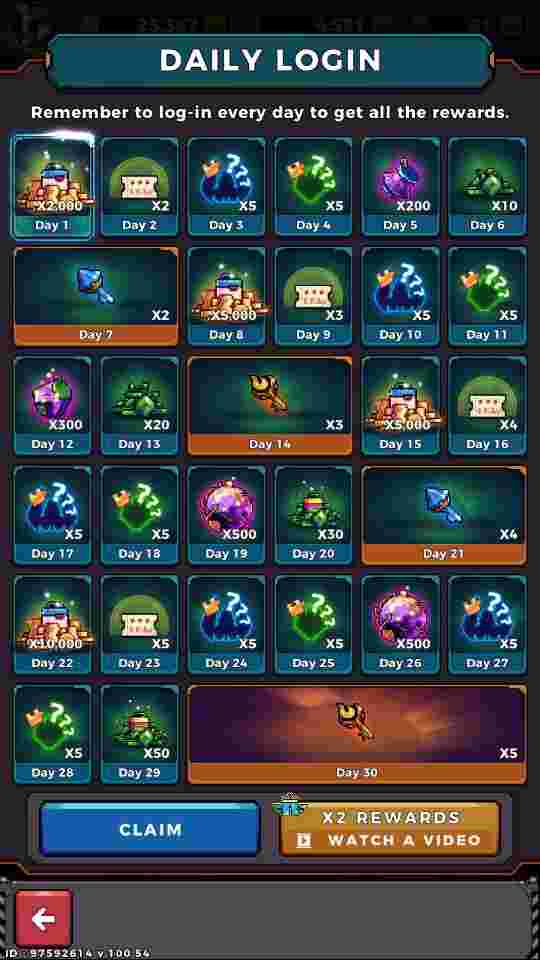 DAILY LOGIN
Remember to log-in every day to get all the rewards.
X2,000 X2 X5 X5 X200 X10
Day 1 Day 2 Day 3 Day 4 Day 5 Day 6
X2 X5,000 X3 X5 X5
Day 7 Day 8 Day 9 Day 10 Day 11
X300 X20 X3 X5,000 X4
Day 12 Day 13 Day 14 Day 15 Day 16
X5 X5 X500 X30 X4
Day 17 Day 18 Day 19 Day 20 Day 21
X10,000 X5 X5 X5 X500 X5
Day 22 Day 23 Day 24 Day 25 Day 26 Day 27
X5 X50 X5
Day 28 Day 29 Day 30
CLAIM
X2 REWARDS
WATCH A VIDEO
ID : 97592614 v.100.54